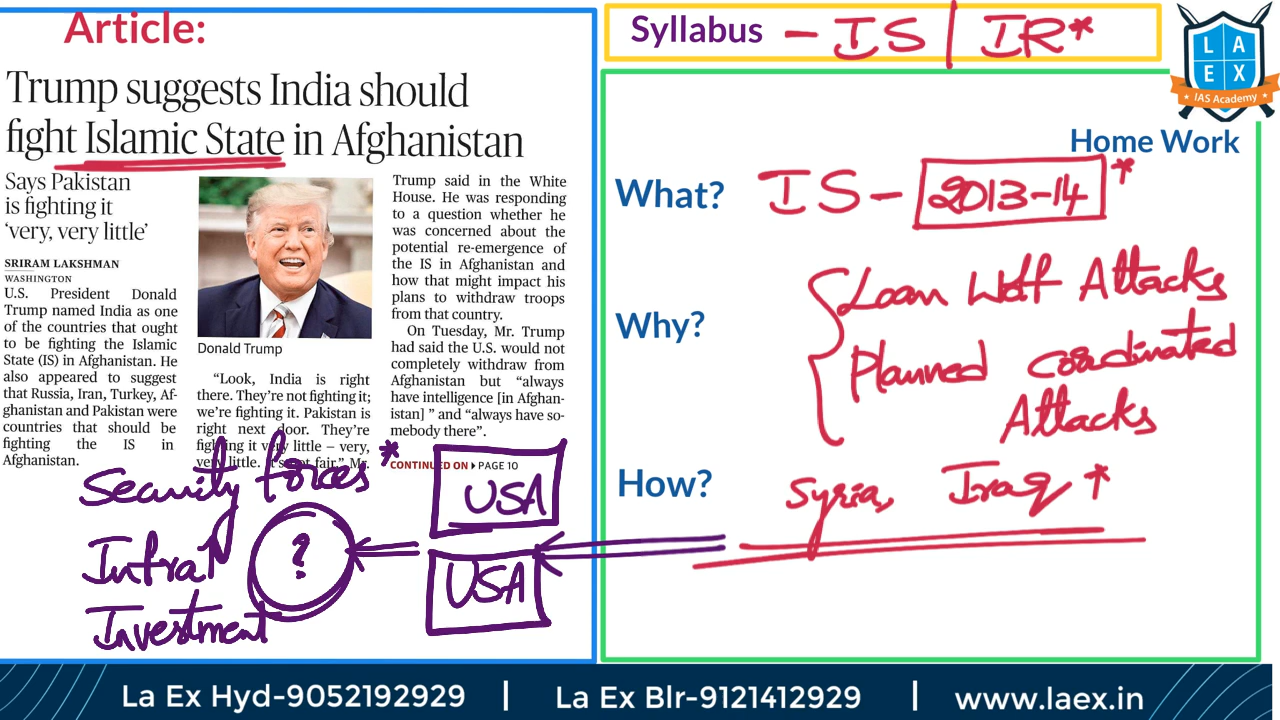 Article:
Trump suggests India should
fight Islamic State in Afghanistan
Says Pakistan
is fighting it
‘very, very little’
SRIRAM LAKSHMAN
WASHINGTON
U.S. President Donald
Trump named India as one
of the countries that ought
to be fighting the Islamic
State (IS) in Afghanistan. He
also appeared to suggest
that Russia, Iran, Turkey, Af-
ghanistan and Pakistan were
countries that should be
fighting the IS in
Afghanistan.
Donald Trump
“Look, India is right
there. They’re not fighting it;
we’re fighting it. Pakistan is
right next door. They’re
fighting it very little – very,
very little. It’s not fair,” Mr.
Trump said in the White
House. He was responding
to a question whether he
was concerned about the
potential re-emergence of
the IS in Afghanistan and
how that might impact his
plans to withdraw troops
from that country.
On Tuesday, Mr. Trump
had said the U.S. would not
completely withdraw from
Afghanistan but “always
have intelligence [in Afghan-
istan] ” and “always have so-
mebody there”.
CONTINUED ON PAGE 10
Security forces *
Infra
Investment
?
USA
USA
Syllabus - IS | IR*
LA
EX
IAS Academy
Home Work
What? IS - 2013-14 *
Why?
Loan Wolf Attacks
Planned coordinated
Attacks
How? Syria, Iraq *
La Ex Hyd-9052192929 | La Ex Blr-9121412929 | www.laex.in